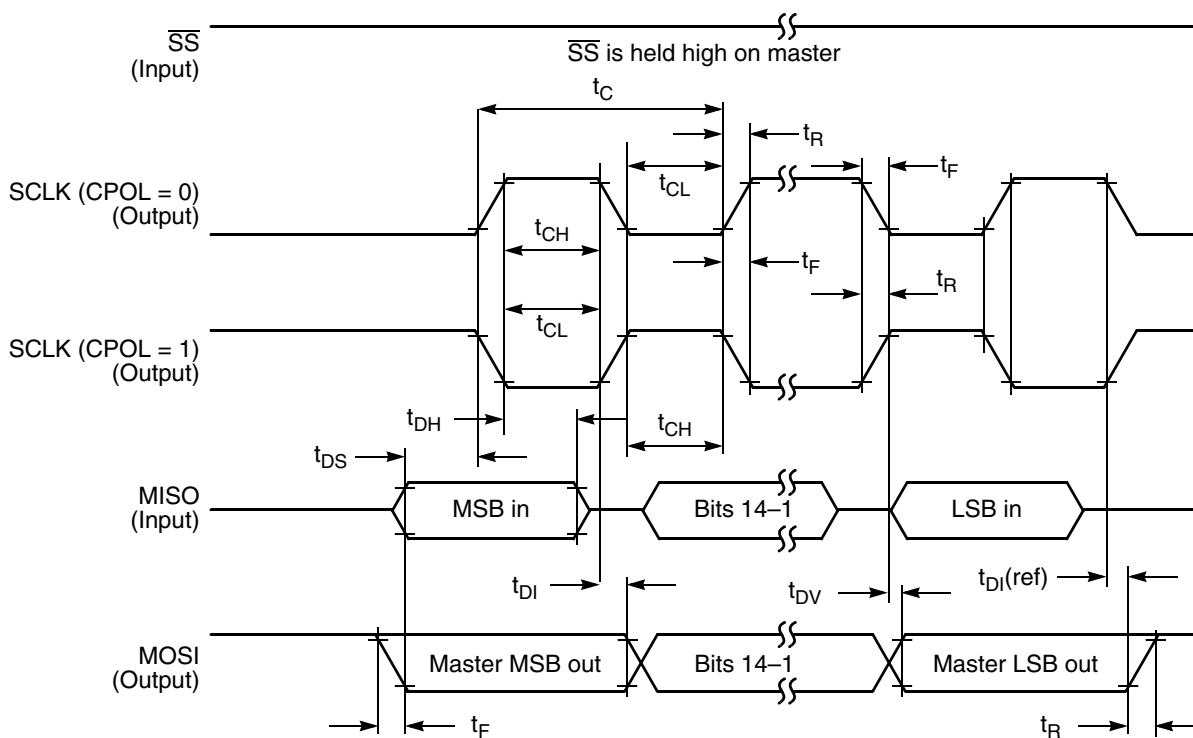 SS
(Input)
SS is held high on master
tC
tR
tF
SCLK (CPOL = 0)
(Output)
tCL
tCH
tF
tR
tCL
SCLK (CPOL = 1)
(Output)
tDH
tCH
tDS
MISO
(Input)
MSB in
Bits 14–1
LSB in
tDI
tDV
tDI(ref)
MOSI
(Output)
Master MSB out
Bits 14–1
Master LSB out
tF
tR